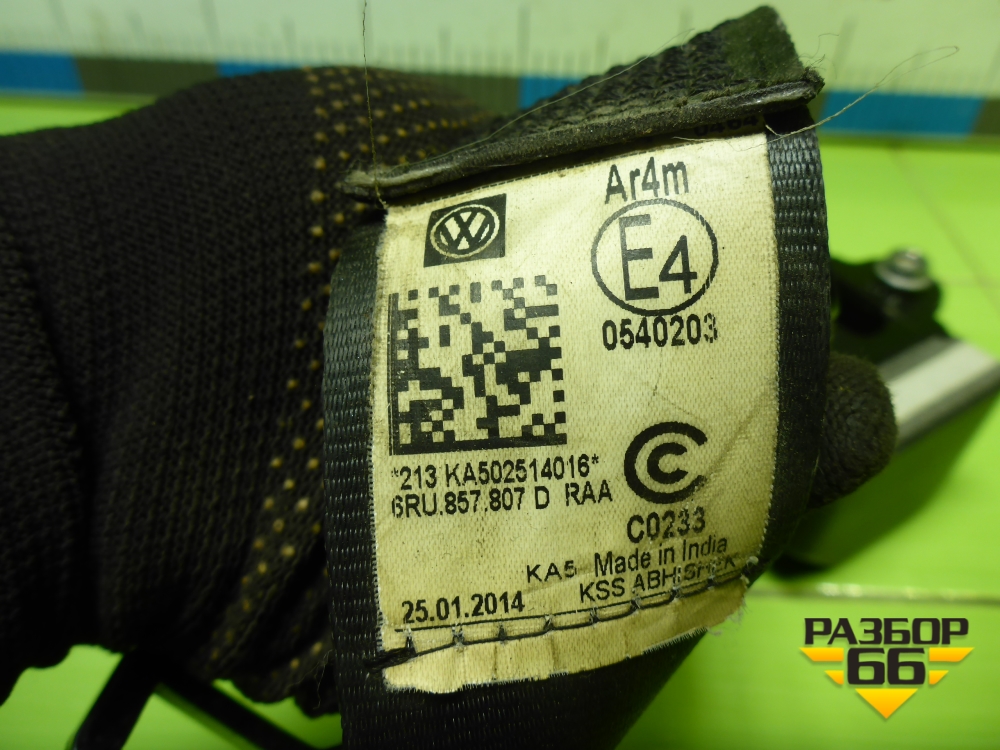 Ar4m
VW
E4
0540203
*213 KA502514016*
6RU.857.807 D RAA
C0233
KA5 Made in India
KSS ABHISHEK
25.01.2014
РАЗБОР
66